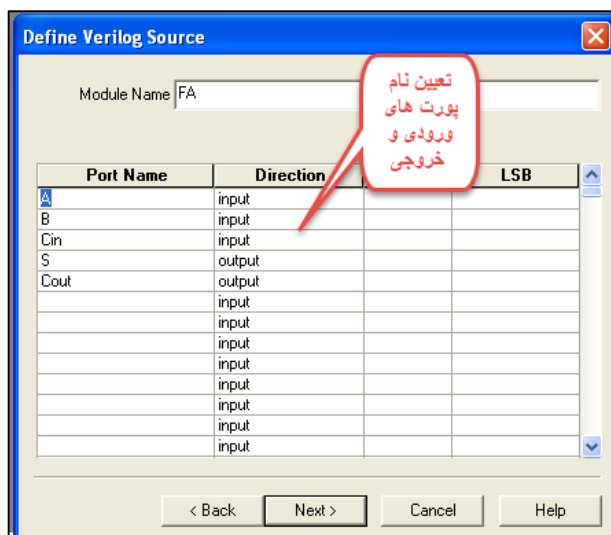 Define Verilog Source
Module Name FA
تعیین نام
پورت های
ورودی و
خروجی
Port Name Direction LSB
A input
B input
Cin input
S output
Cout output
input
input
input
input
input
input
input
input
< Back Next > Cancel Help